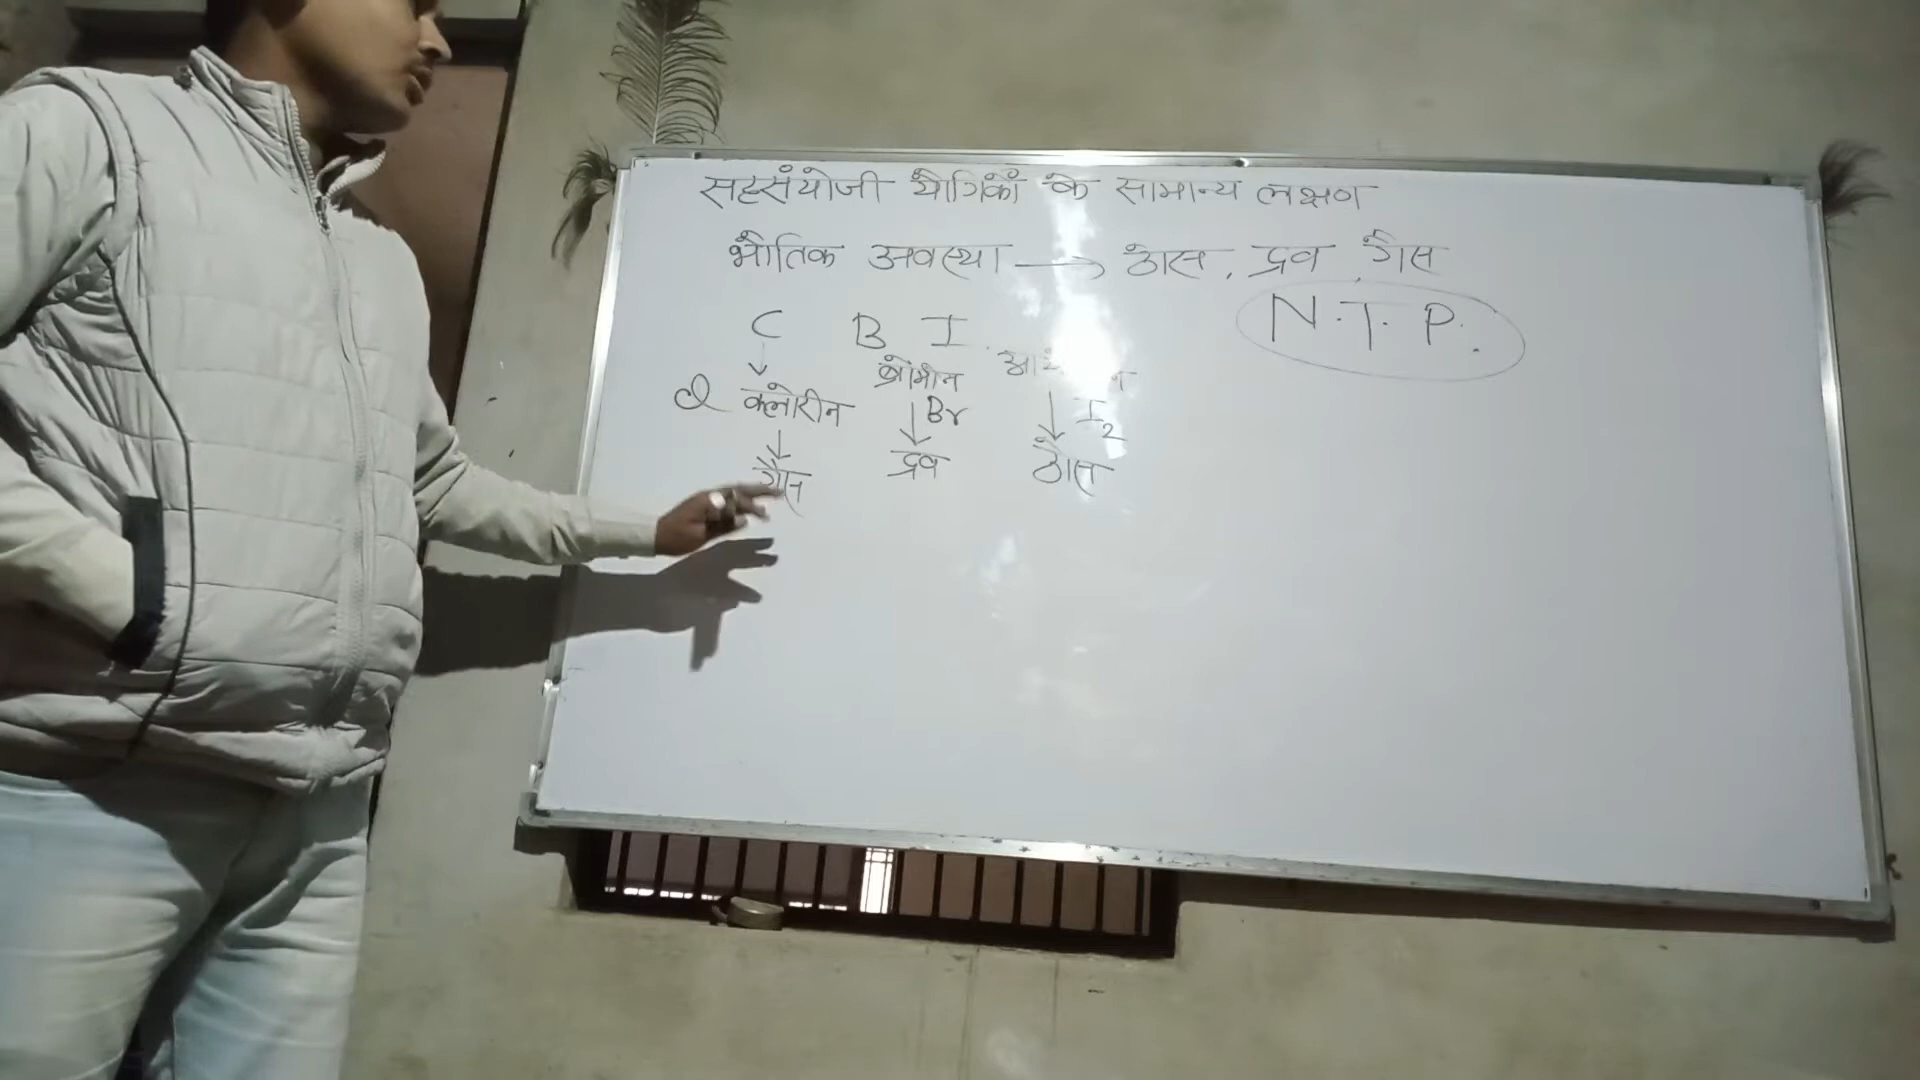 सहसंयोजी यौगिकों के सामान्य लक्षण
भौतिक अवस्था → ठोस, द्रव, गैस
N.T.P.
C B I
ब्रोमीन
Cl क्लोरीन Br I2
गैस द्रव ठोस